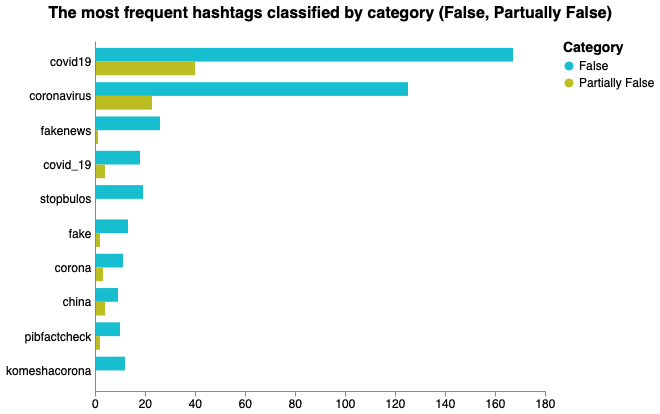 The most frequent hashtags classified by category (False, Partually False)
Category
False
Partially False
covid19
coronavirus
fakenews
covid_19
stopbulos
fake
corona
china
pibfactcheck
komeshacorona
0 20 40 60 80 100 120 140 160 180